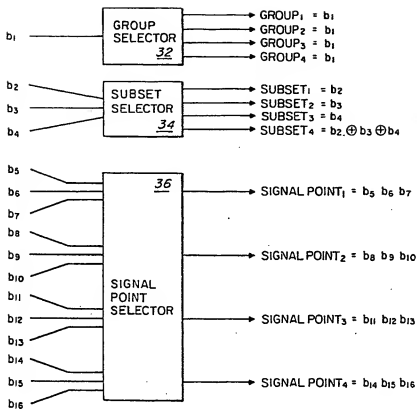 b₁
GROUP
SELECTOR
32
GROUP₁ = b₁
GROUP₂ = b₁
GROUP₃ = b₁
GROUP₄ = b₁
b₂
b₃
b₄
SUBSET
SELECTOR
34
SUBSET₁ = b₂
SUBSET₂ = b₃
SUBSET₃ = b₄
SUBSET₄ = b₂ ⊕ b₃ ⊕ b₄
b₅
b₆
b₇
b₈
b₉
b₁₀
b₁₁
b₁₂
b₁₃
b₁₄
b₁₅
b₁₆
36
SIGNAL
POINT
SELECTOR
SIGNAL POINT₁ = b₅ b₆ b₇
SIGNAL POINT₂ = b₈ b₉ b₁₀
SIGNAL POINT₃ = b₁₁ b₁₂ b₁₃
SIGNAL POINT₄ = b₁₄ b₁₅ b₁₆